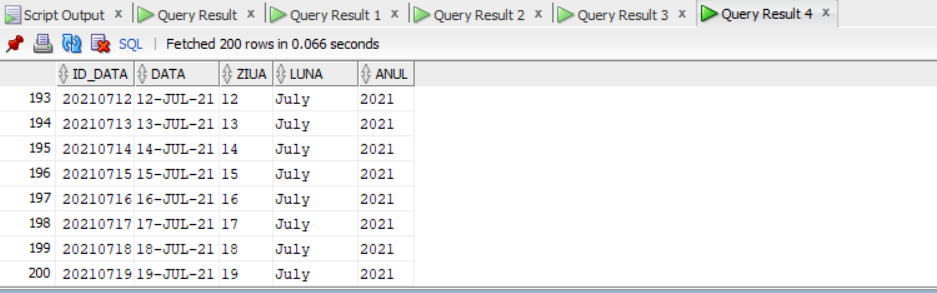 Script Output x Query Result x Query Result 1 x Query Result 2 x Query Result 3 x Query Result 4 x
SQL | Fetched 200 rows in 0.066 seconds
ID_DATA DATA ZIUA LUNA ANUL
193 20210712 12-JUL-21 12 July 2021
194 20210713 13-JUL-21 13 July 2021
195 20210714 14-JUL-21 14 July 2021
196 20210715 15-JUL-21 15 July 2021
197 20210716 16-JUL-21 16 July 2021
198 20210717 17-JUL-21 17 July 2021
199 20210718 18-JUL-21 18 July 2021
200 20210719 19-JUL-21 19 July 2021